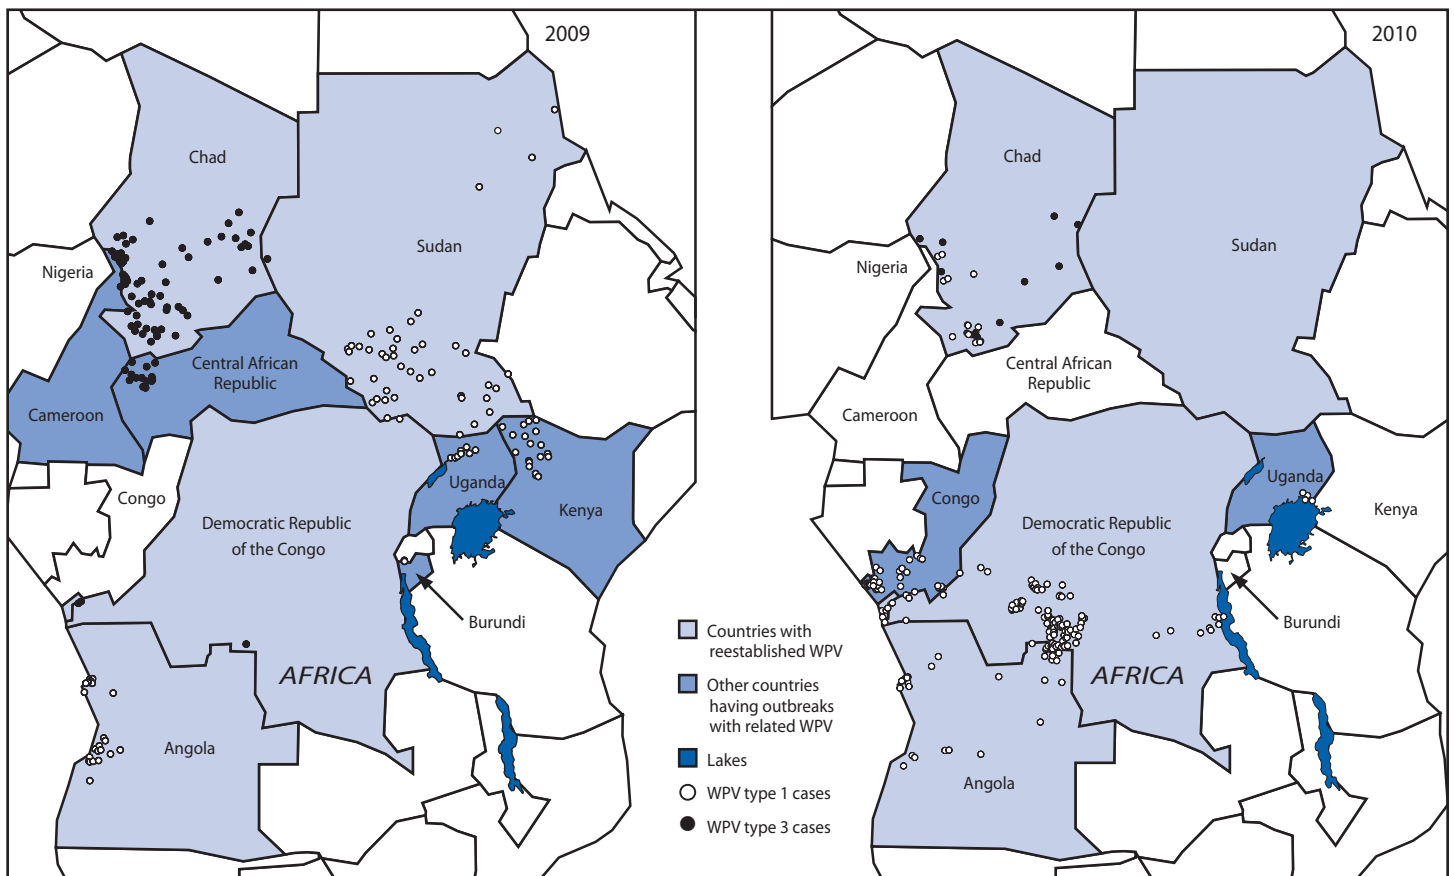 2009
Chad
Sudan
Nigeria
Central African
Republic
Cameroon
Congo
Uganda
Kenya
Democratic Republic
of the Congo
Burundi
AFRICA
Angola
Countries with
reestablished WPV
Other countries
having outbreaks
with related WPV
Lakes
WPV type 1 cases
WPV type 3 cases
2010
Chad
Sudan
Nigeria
Central African
Republic
Cameroon
Uganda
Congo
Kenya
Democratic Republic
of the Congo
Burundi
AFRICA
Angola